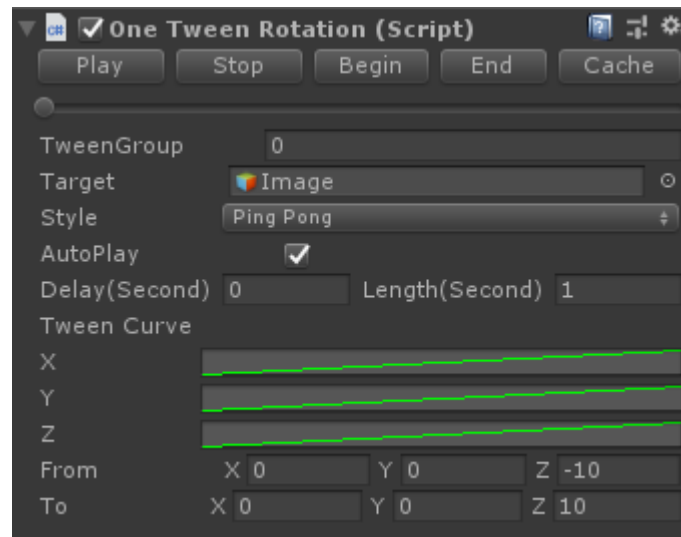 One Tween Rotation (Script)
Play Stop Begin End Cache
TweenGroup 0
Target Image
Style Ping Pong
AutoPlay
Delay(Second) 0 Length(Second) 1
Tween Curve
X
Y
Z
From X 0 Y 0 Z -10
To X 0 Y 0 Z 10